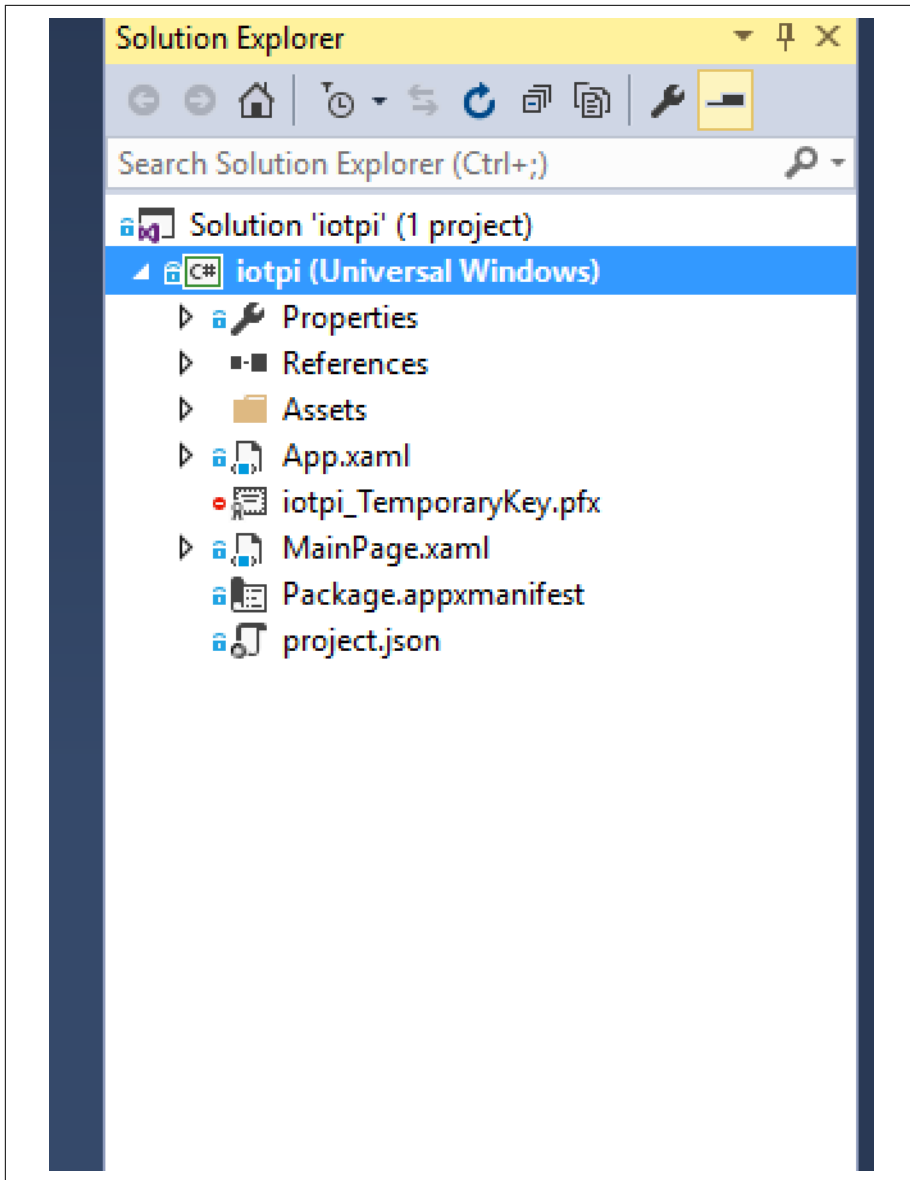 Solution Explorer
Search Solution Explorer (Ctrl+;)
Solution 'iotpi' (1 project)
C# iotpi (Universal Windows)
Properties
References
Assets
App.xaml
iotpi_TemporaryKey.pfx
MainPage.xaml
Package.appxmanifest
project.json